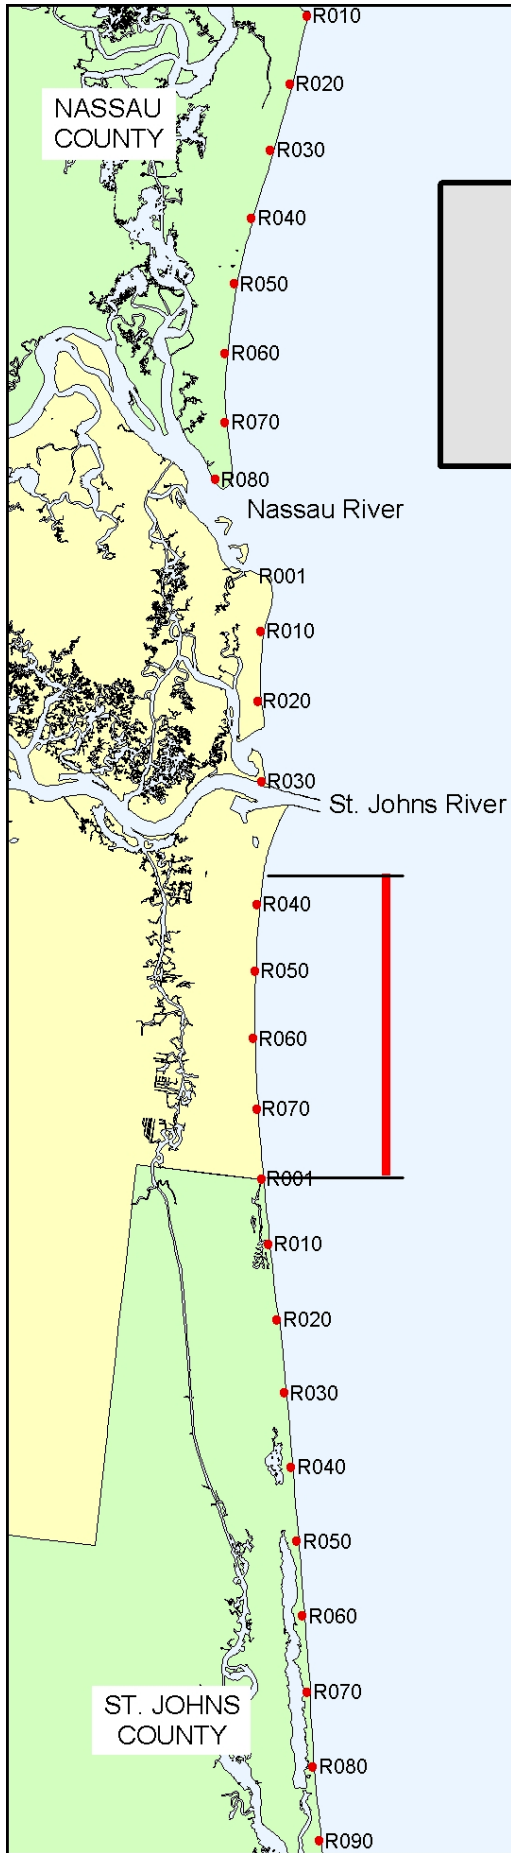 R010
R020
NASSAU
COUNTY
R030
R040
R050
R060
R070
R080
Nassau River
R001
R010
R020
R030
St. Johns River
R040
R050
R060
R070
R001
R010
R020
R030
R040
R050
R060
R070
ST. JOHNS
COUNTY
R080
R090